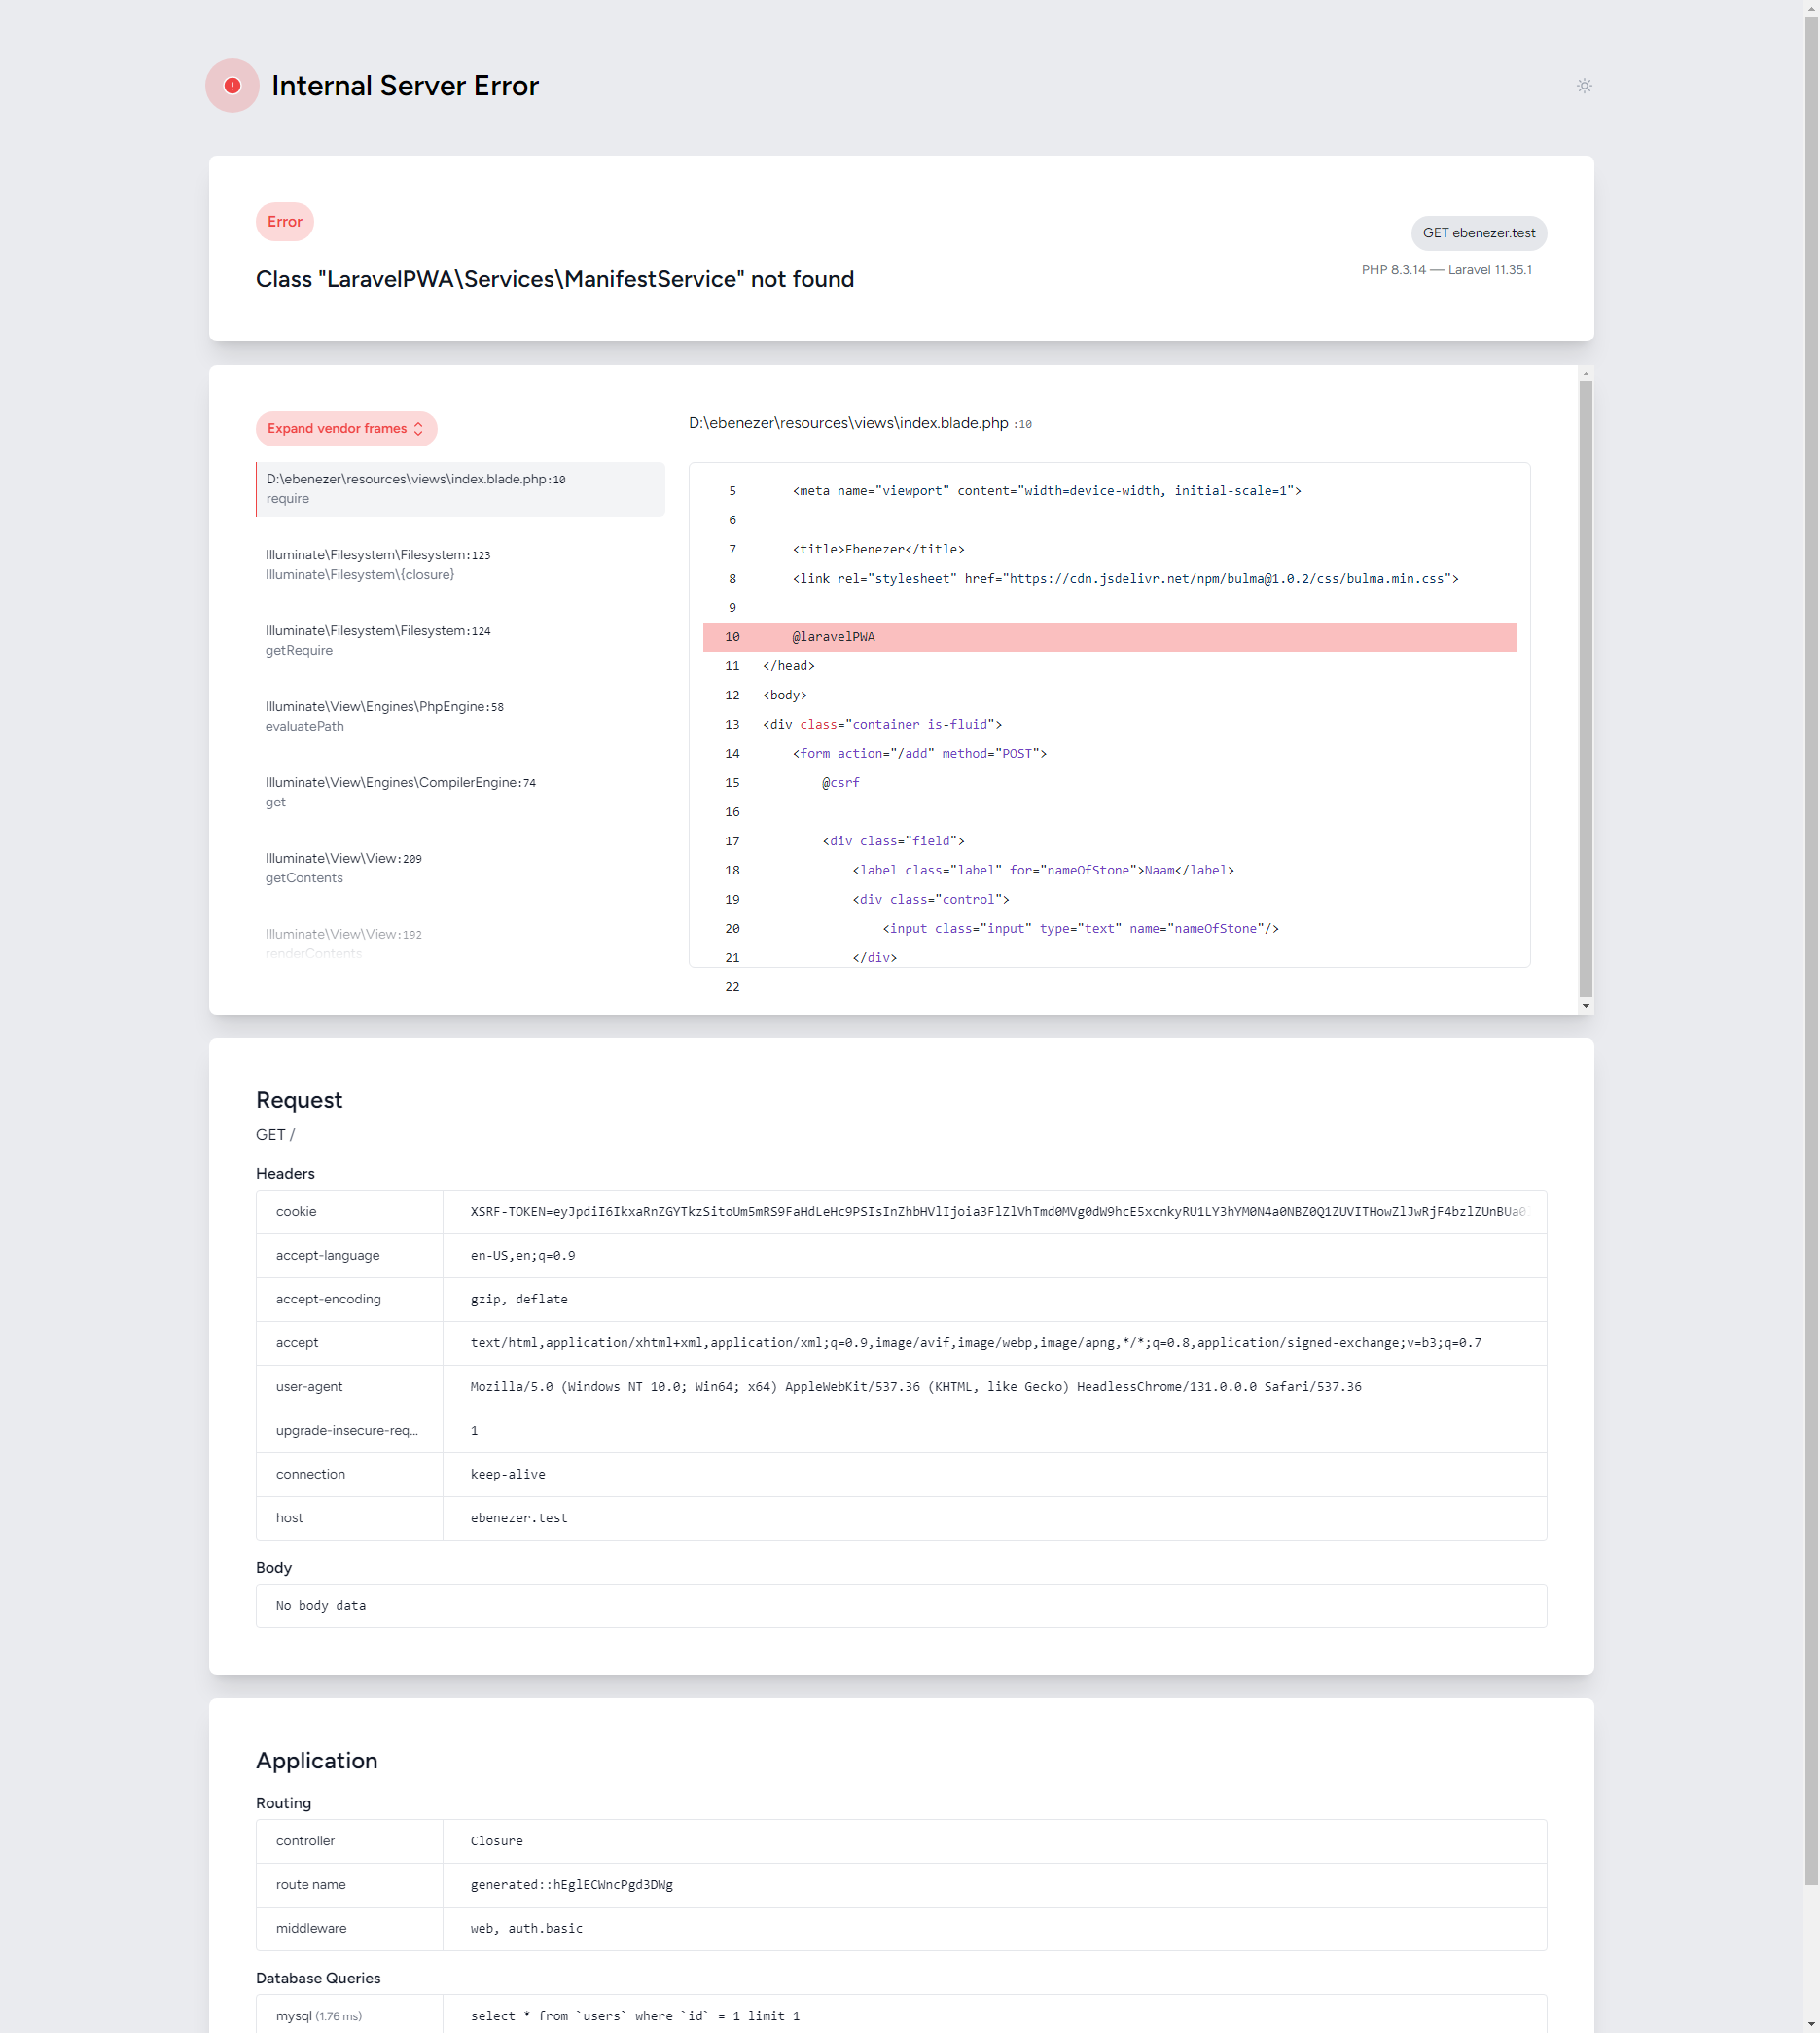 Internal Server Error
Error
GET ebenezer.test
Class "LaravelPWA\Services\ManifestService" not found
PHP 8.3.14 — Laravel 11.35.1
Expand vendor frames
D:\ebenezer\resources\views\index.blade.php:10
require
Illuminate\Filesystem\Filesystem:123
Illuminate\Filesystem\{closure}
Illuminate\Filesystem\Filesystem:124
getRequire
Illuminate\View\Engines\PhpEngine:58
evaluatePath
Illuminate\View\Engines\CompilerEngine:74
get
Illuminate\View\View:209
getContents
Illuminate\View\View:192
renderContents
D:\ebenezer\resources\views\index.blade.php :10
5 <meta name="viewport" content="width=device-width, initial-scale=1">
6
7 <title>Ebenezer</title>
8 <link rel="stylesheet" href="https://cdn.jsdelivr.net/npm/bulma@1.0.2/css/bulma.min.css">
9
10 @laravelPWA
11 </head>
12 <body>
13 <div class="container is-fluid">
14 <form action="/add" method="POST">
15 @csrf
16
17 <div class="field">
18 <label class="label" for="nameOfStone">Naam</label>
19 <div class="control">
20 <input class="input" type="text" name="nameOfStone"/>
21 </div>
22
Request
GET /
Headers
cookie
accept-language en-US,en;q=0.9
accept-encoding gzip, deflate
accept text/html,application/xhtml+xml,application/xml;q=0.9,image/avif,image/webp,image/apng,*/*;q=0.8,application/signed-exchange;v=b3;q=0.7
user-agent Mozilla/5.0 (Windows NT 10.0; Win64; x64) AppleWebKit/537.36 (KHTML, like Gecko) HeadlessChrome/131.0.0.0 Safari/537.36
upgrade-insecure-req... 1
connection keep-alive
host ebenezer.test
Body
No body data
Application
Routing
controller Closure
route name generated::hEglECWncPgd3DWg
middleware web, auth.basic
Database Queries
mysql (1.76 ms) select * from `users` where `id` = 1 limit 1